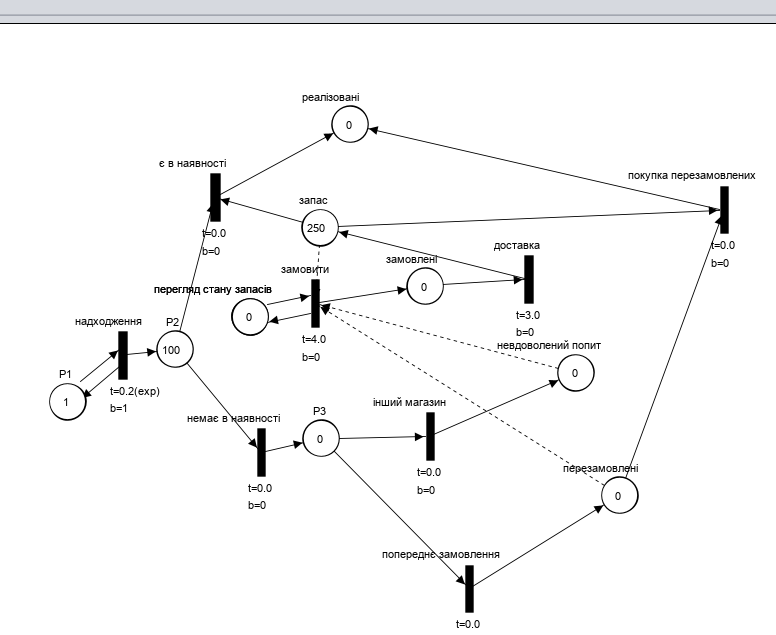 реалізовані
0
є в наявності
покупка перезамовлених
запас
250
t=0.0
b=0
t=0.0
b=0
доставка
замовлені
замовити
перегляд стану запасів
0
0
t=3.0
b=0
надходження
P2
100
t=4.0
b=0
невдоволений попит
0
P1
1
t=0.2(exp)
b=1
інший магазин
P3
немає в наявності
0
t=0.0
b=0
t=0.0
b=0
перезамовлені
0
попереднє замовлення
t=0.0